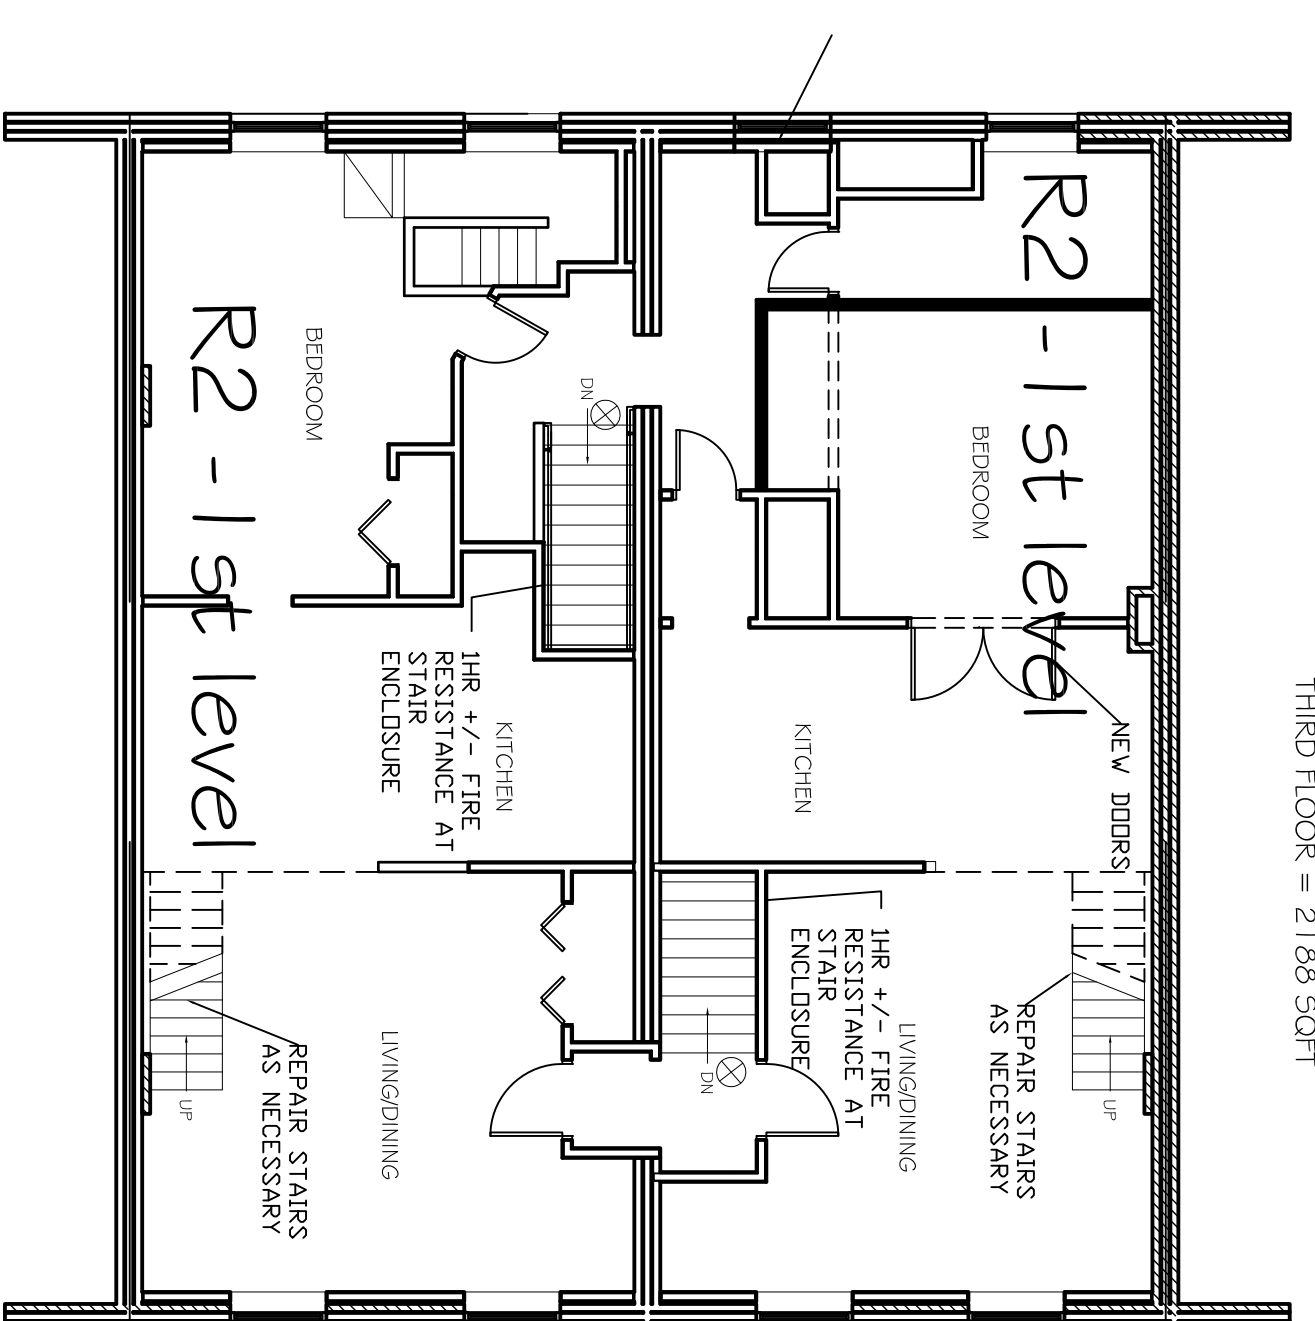 THIRD FLOOR = 2188 SQFT
R2 - 1st level
BEDROOM
NEW DOORS
KITCHEN
REPAIR STAIRS
AS NECESSARY
UP
1HR +/- FIRE
RESISTANCE AT
STAIR
ENCLOSURE
LIVING/DINING
DN
R2 - 1st level
BEDROOM
DN
1HR +/- FIRE
RESISTANCE AT
STAIR
ENCLOSURE
KITCHEN
LIVING/DINING
REPAIR STAIRS
AS NECESSARY
UP